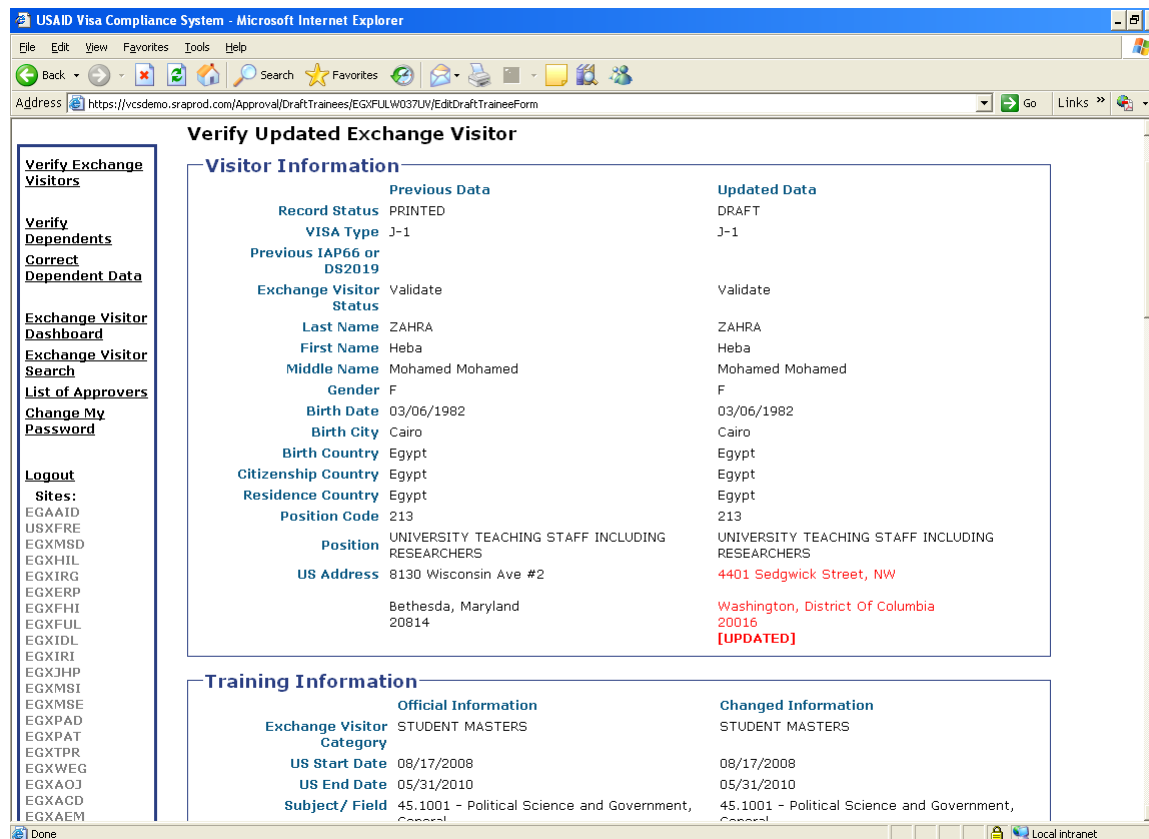 USAID Visa Compliance System - Microsoft Internet Explorer
File Edit View Favorites Tools Help
Back Search Favorites
Address https://vcsdemo.sraprod.com/Approval/DraftTrainees/EGXFULW037UV/EditDraftTraineeForm Go Links »
Verify Exchange
Visitors
Verify
Dependents
Correct
Dependent Data
Exchange Visitor
Dashboard
Exchange Visitor
Search
List of Approvers
Change My
Password
Logout
Sites:
EGAAID
USXFRE
EGXMSD
EGXHIL
EGXIRG
EGXERP
EGXFHI
EGXFUL
EGXIDL
EGXIRI
EGXJHP
EGXMSI
EGXMSE
EGXPAD
EGXPAT
EGXTPR
EGXWEG
EGXAOJ
EGXACD
EGXAEM
Verify Updated Exchange Visitor
Visitor Information
Previous Data Updated Data
Record Status PRINTED DRAFT
VISA Type J-1 J-1
Previous IAP66 or
DS2019
Exchange Visitor Validate Validate
Status
Last Name ZAHRA ZAHRA
First Name Heba Heba
Middle Name Mohamed Mohamed Mohamed Mohamed
Gender F F
Birth Date 03/06/1982 03/06/1982
Birth City Cairo Cairo
Birth Country Egypt Egypt
Citizenship Country Egypt Egypt
Residence Country Egypt Egypt
Position Code 213 213
Position UNIVERSITY TEACHING STAFF INCLUDING UNIVERSITY TEACHING STAFF INCLUDING
RESEARCHERS RESEARCHERS
US Address 8130 Wisconsin Ave #2 4401 Sedgwick Street, NW
Bethesda, Maryland Washington, District Of Columbia
20814 20016
[UPDATED]
Training Information
Official Information Changed Information
Exchange Visitor STUDENT MASTERS STUDENT MASTERS
Category
US Start Date 08/17/2008 08/17/2008
US End Date 05/31/2010 05/31/2010
Subject/ Field 45.1001 - Political Science and Government, 45.1001 - Political Science and Government,
General General
Done Local intranet